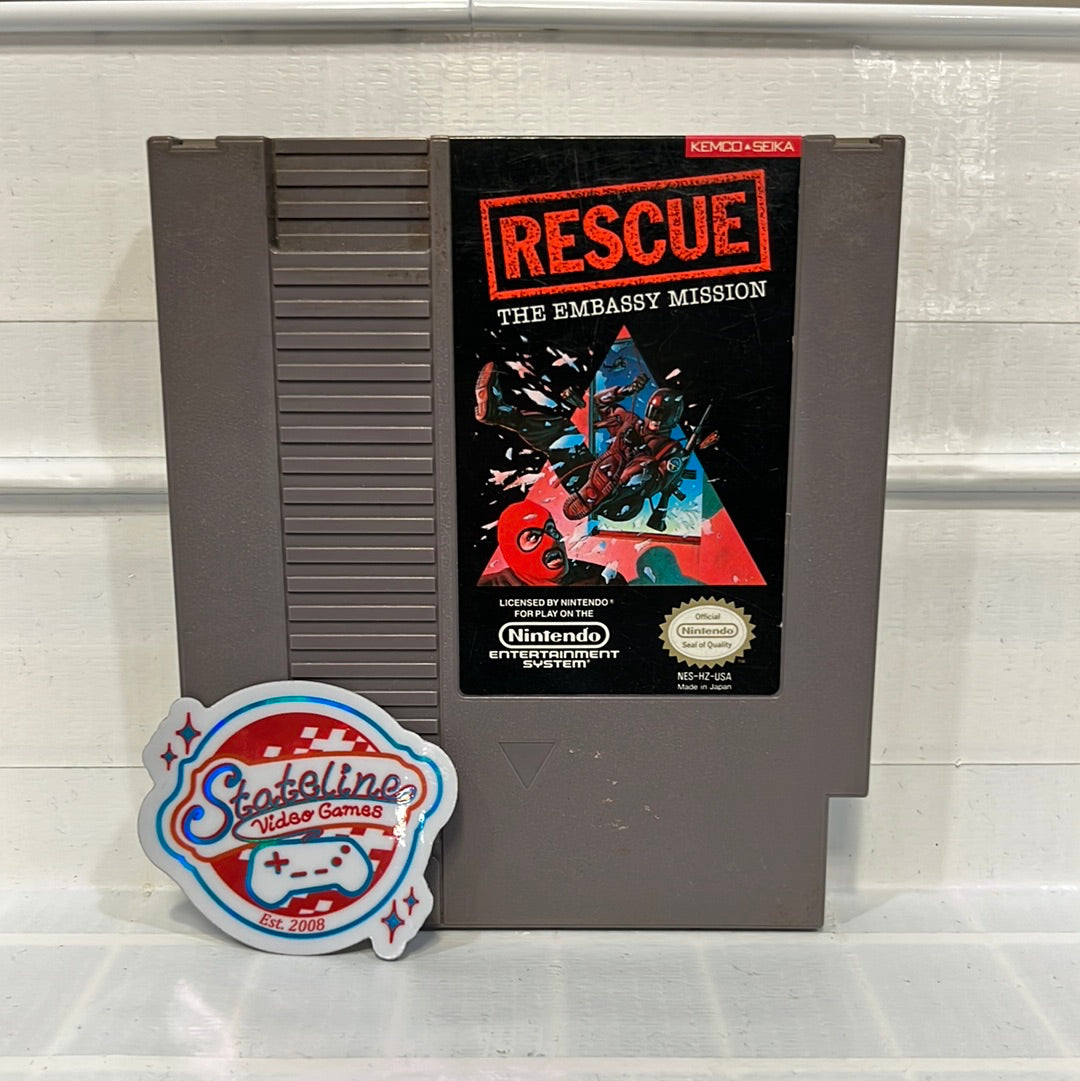 KEMCO▲SEIKA
RESCUE
THE EMBASSY MISSION
LICENSED BY NINTENDO®
FOR PLAY ON THE
Nintendo
ENTERTAINMENT
SYSTEM®
Official
Nintendo
Seal of Quality
TM
NES-HZ-USA
Made in Japan
Stateline
Video Games
Est. 2008